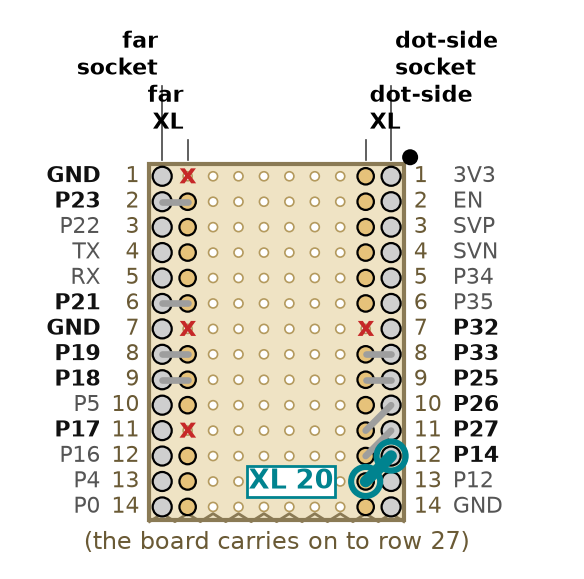 far dot-side
socket socket
far dot-side
XL XL
GND 1 X 1 3V3
P23 2 2 EN
P22 3 3 SVP
TX 4 4 SVN
RX 5 5 P34
P21 6 6 P35
GND 7 X X 7 P32
P19 8 8 P33
P18 9 9 P25
P5 10 10 P26
P17 11 X 11 P27
P16 12 12 P14
P4 13 XL 20 13 P12
P0 14 14 GND
(the board carries on to row 27)